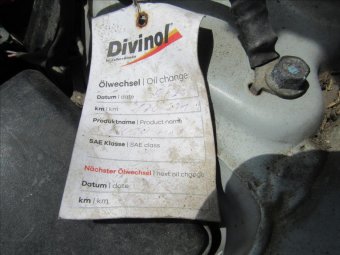 Divinol
Ölwechsel | Oil change
Datum | date
km | km
Produktname | Product name
SAE Klasse | SAE class
Nächster Ölwechsel | next oil change
Datum | date
km | km